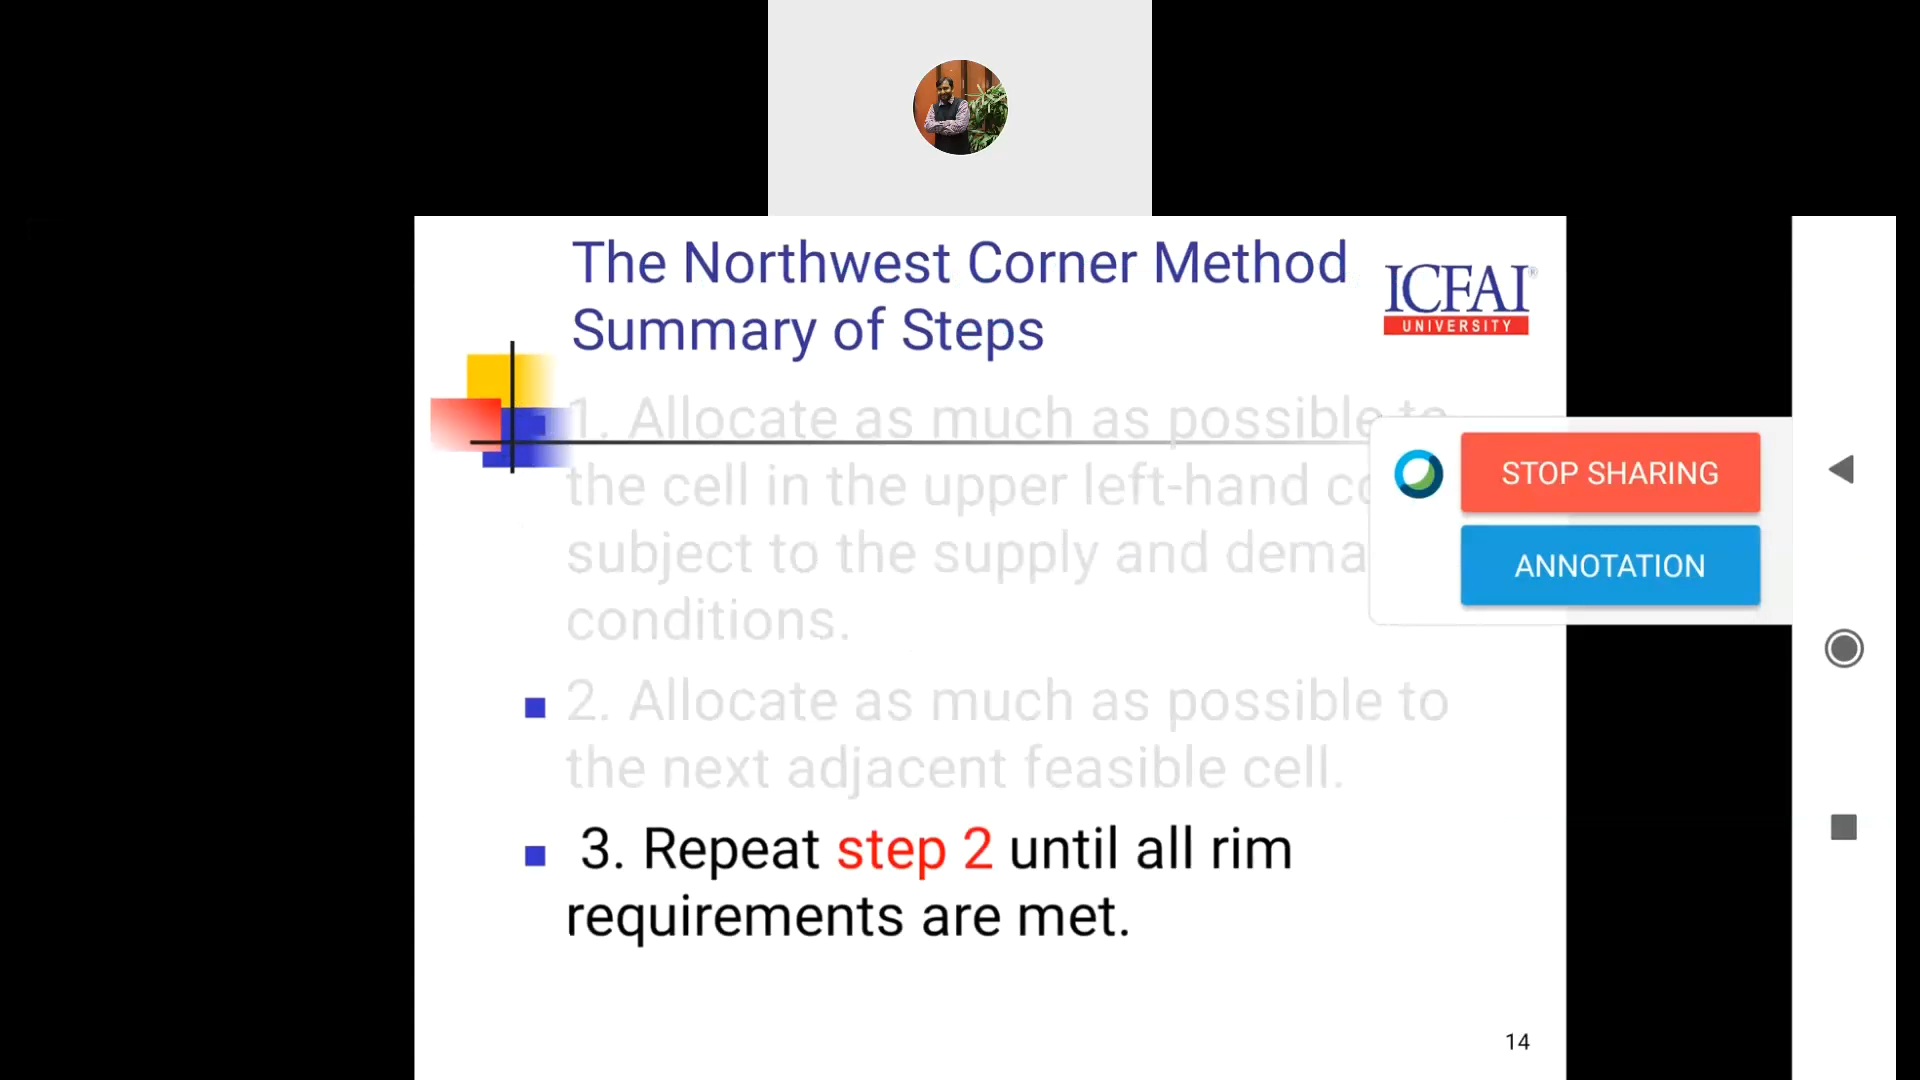 The Northwest Corner Method
Summary of Steps
ICFAI®
UNIVERSITY
1. Allocate as much as possible to
the cell in the upper left-hand
subject to the supply and
conditions.
2. Allocate as much as possible to
the next adjacent feasible cell.
3. Repeat step 2 until all rim
requirements are met.
STOP SHARING
ANNOTATION
14